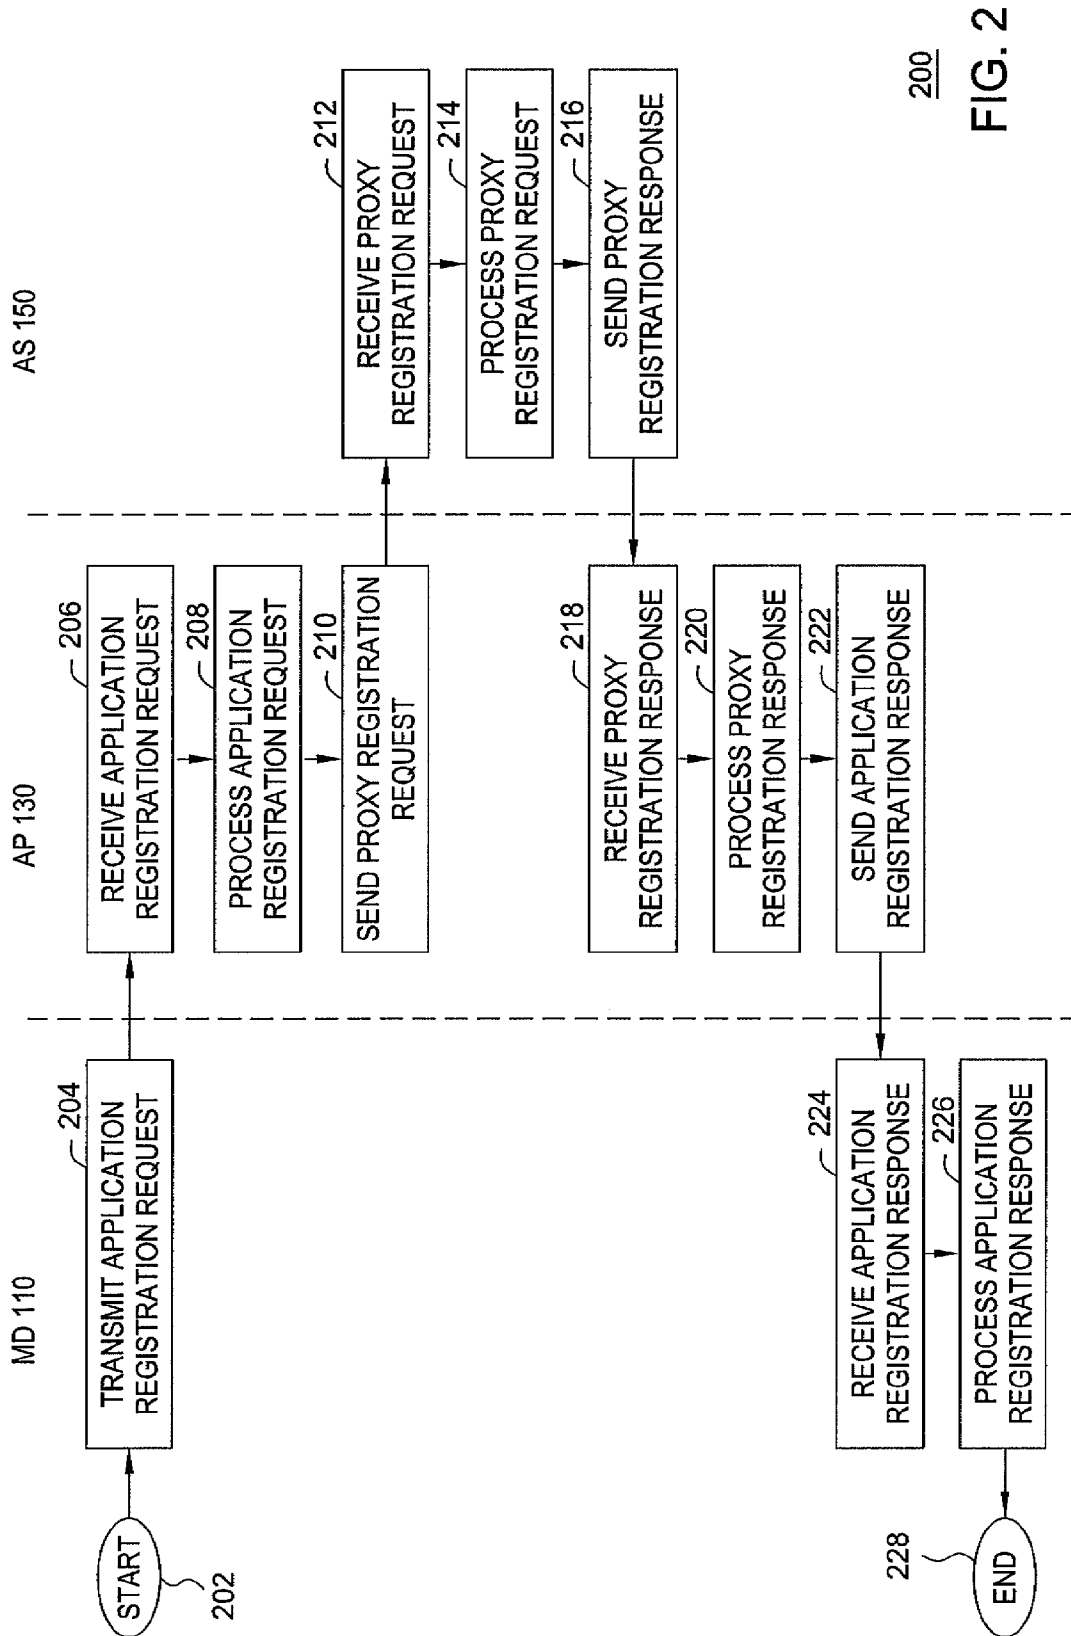 MD 110
AP 130
AS 150
START
202
204
TRANSMIT APPLICATION
REGISTRATION REQUEST
206
RECEIVE APPLICATION
REGISTRATION REQUEST
208
PROCESS APPLICATION
REGISTRATION REQUEST
210
SEND PROXY REGISTRATION
REQUEST
212
RECEIVE PROXY
REGISTRATION REQUEST
214
PROCESS PROXY
REGISTRATION REQUEST
216
SEND PROXY
REGISTRATION RESPONSE
218
RECEIVE PROXY
REGISTRATION RESPONSE
220
PROCESS PROXY
REGISTRATION RESPONSE
222
SEND APPLICATION
REGISTRATION RESPONSE
224
RECEIVE APPLICATION
REGISTRATION RESPONSE
226
PROCESS APPLICATION
REGISTRATION RESPONSE
228
END
200
FIG. 2